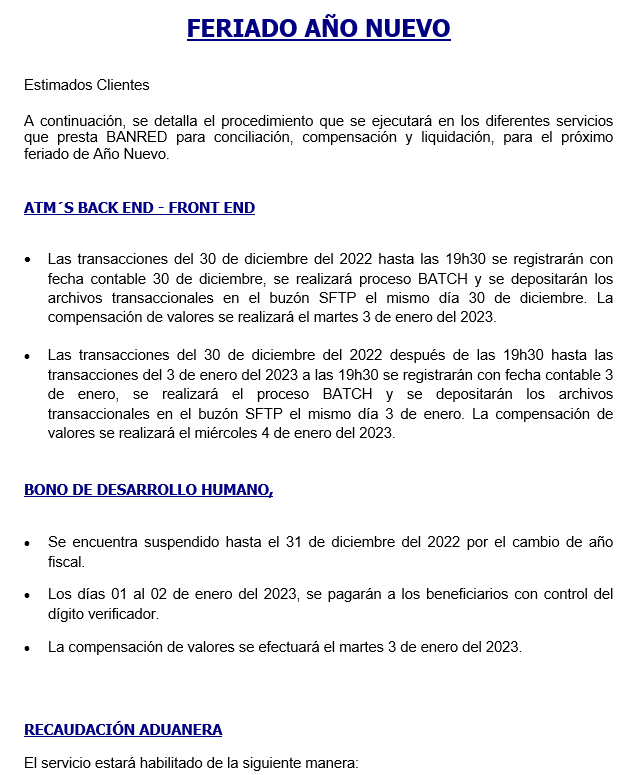 FERIADO AÑO NUEVO
Estimados Clientes
A continuación, se detalla el procedimiento que se ejecutará en los diferentes servicios
que presta BANRED para conciliación, compensación y liquidación, para el próximo
feriado de Año Nuevo.
ATM´S BACK END - FRONT END
• Las transacciones del 30 de diciembre del 2022 hasta las 19h30 se registrarán con
fecha contable 30 de diciembre, se realizará proceso BATCH y se depositarán los
archivos transaccionales en el buzón SFTP el mismo día 30 de diciembre. La
compensación de valores se realizará el martes 3 de enero del 2023.
• Las transacciones del 30 de diciembre del 2022 después de las 19h30 hasta las
transacciones del 3 de enero del 2023 a las 19h30 se registrarán con fecha contable 3
de enero, se realizará el proceso BATCH y se depositarán los archivos
transaccionales en el buzón SFTP el mismo día 3 de enero. La compensación de
valores se realizará el miércoles 4 de enero del 2023.
BONO DE DESARROLLO HUMANO,
• Se encuentra suspendido hasta el 31 de diciembre del 2022 por el cambio de año
fiscal.
• Los días 01 al 02 de enero del 2023, se pagarán a los beneficiarios con control del
dígito verificador.
• La compensación de valores se efectuará el martes 3 de enero del 2023.
RECAUDACIÓN ADUANERA
El servicio estará habilitado de la siguiente manera: